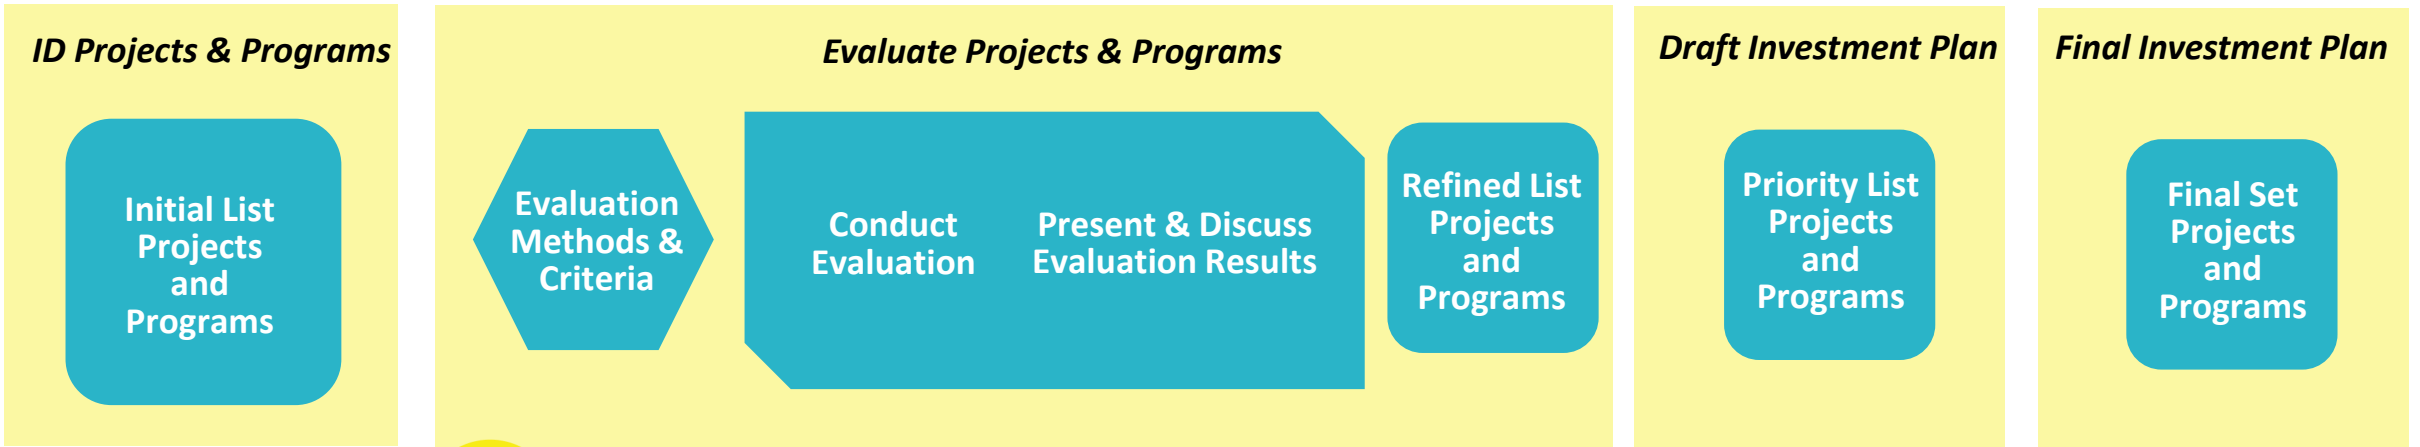 ID Projects & Programs
Initial List
Projects
and
Programs
Evaluate Projects & Programs
Evaluation
Methods &
Criteria
Conduct
Evaluation
Present & Discuss
Evaluation Results
Refined List
Projects
and
Programs
Draft Investment Plan
Priority List
Projects
and
Programs
Final Investment Plan
Final Set
Projects
and
Programs